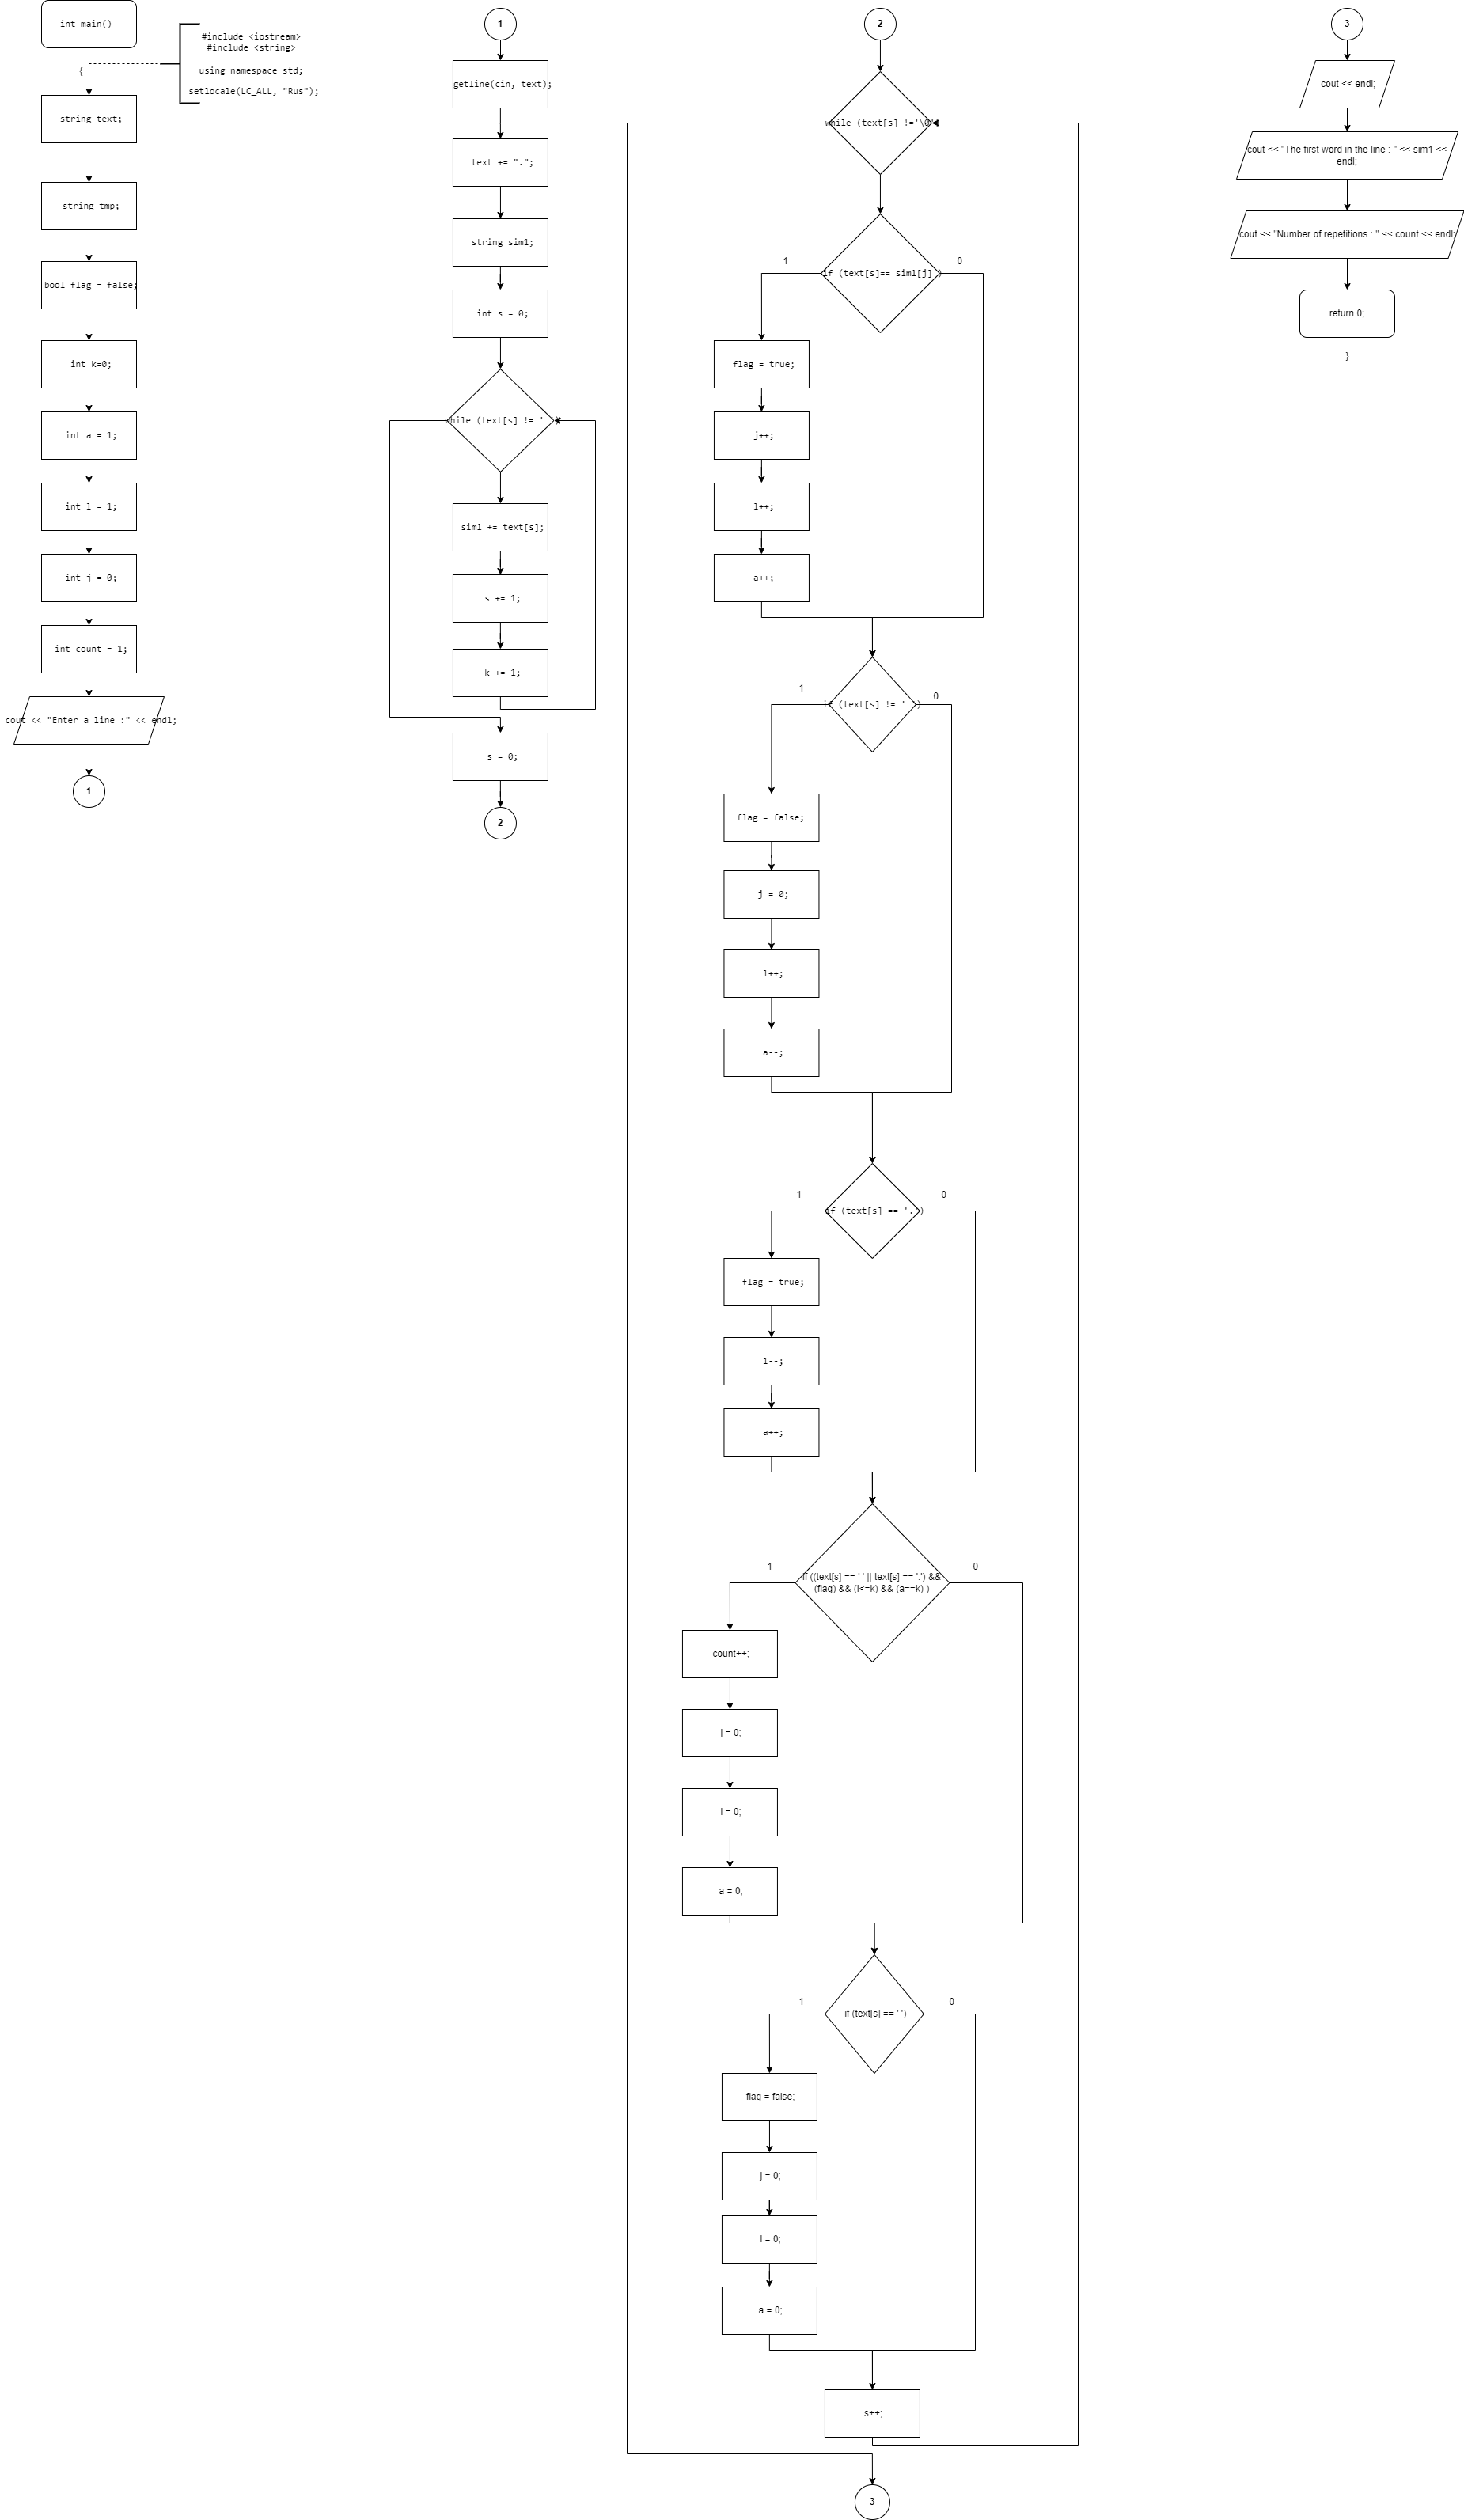 int main()
{
#include <iostream>
#include <string>
using namespace std;
setlocale(LC_ALL, "Rus");
string text;
string tmp;
bool flag = false;
int k=0;
int a = 1;
int l = 1;
int j = 0;
int count = 1;
cout << "Enter a line :" << endl;
1
1
getline(cin, text);
text += ".";
string sim1;
int s = 0;
while (text[s] != ' ')
sim1 += text[s];
s += 1;
k += 1;
s = 0;
2
2
while (text[s] !='\0')
if (text[s]== sim1[j] )
1
0
flag = true;
j++;
l++;
a++;
if (text[s] != ' ' )
1
0
flag = false;
j = 0;
l++;
a--;
if (text[s] == '.')
1
0
flag = true;
l--;
a++;
if ((text[s] == ' ' || text[s] == '.') &&
(flag) && (l<=k) && (a==k) )
1
0
count++;
j = 0;
l = 0;
a = 0;
if (text[s] == ' ')
1
0
flag = false;
j = 0;
l = 0;
a = 0;
s++;
3
3
cout << endl;
cout << "The first word in the line : " << sim1 <<
endl;
cout << "Number of repetitions : " << count << endl;
return 0;
}